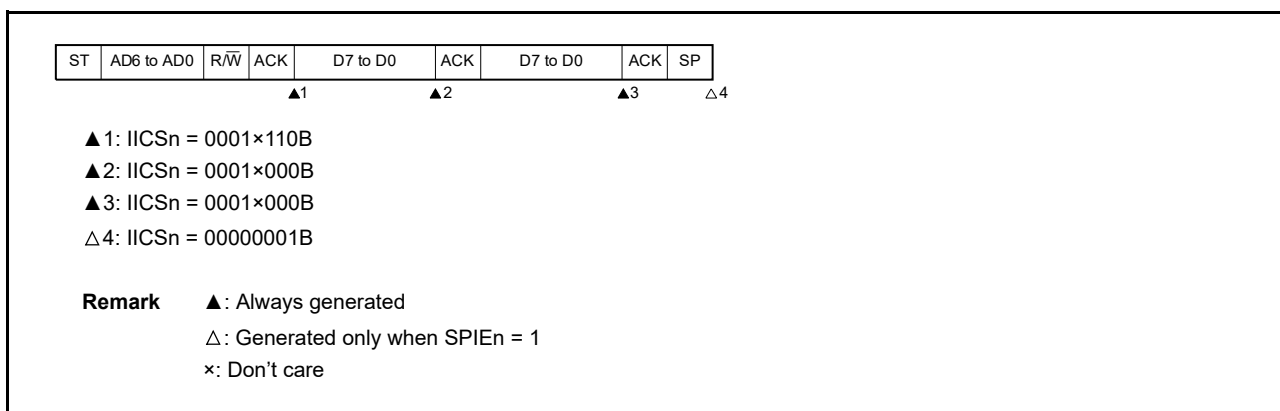 ST AD6 to AD0 R/W̅ ACK D7 to D0 ACK D7 to D0 ACK SP
▲1 ▲2 ▲3 △4
▲1: IICSn = 0001×110B
▲2: IICSn = 0001×000B
▲3: IICSn = 0001×000B
△4: IICSn = 00000001B
Remark ▲: Always generated
△: Generated only when SPIEn = 1
×: Don’t care